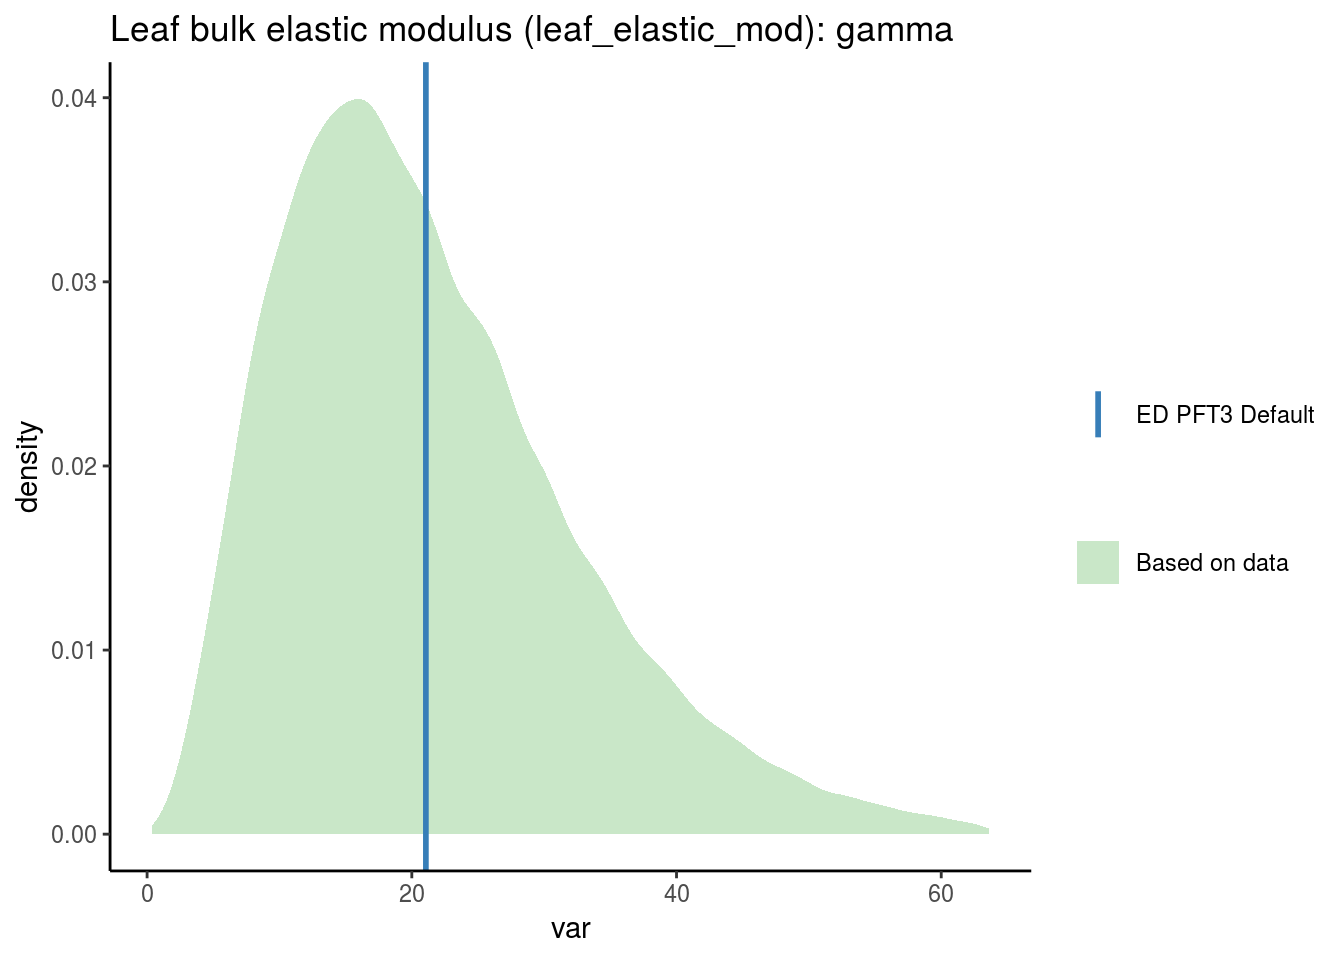 Leaf bulk elastic modulus (leaf_elastic_mod): gamma
0.04
0.03
0.02
0.01
0.00
density
0
20
40
60
var
ED PFT3 Default
Based on data